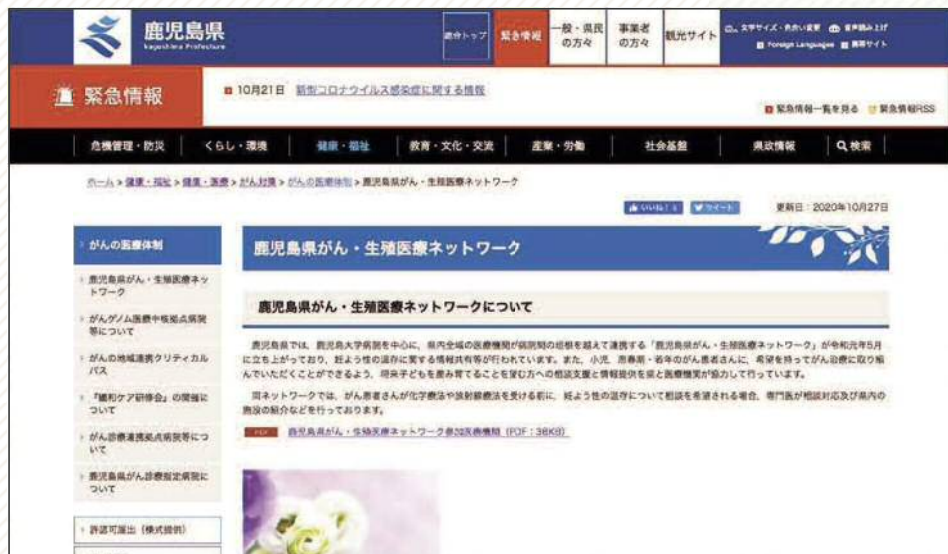 鹿児島県
Kagoshima Prefecture
総合トップ
緊急情報
一般・県民
の方々
事業者
の方々
観光サイト
文字サイズ・色合い変更 音声読み上げ
Foreign Languages 携帯サイト
緊急情報
10月21日 新型コロナウイルス感染症に関する情報
緊急情報一覧を見る 緊急情報RSS
危機管理・防災 くらし・環境 健康・福祉 教育・文化・交流 産業・労働 社会基盤 県政情報 検索
ホーム > 健康・福祉 > 健康・医療 > がん対策 > がんの医療体制 > 鹿児島県がん・生殖医療ネットワーク
いいね! ツイート 更新日：2020年10月27日
がんの医療体制
鹿児島県がん・生殖医療ネッ
トワーク
がんゲノム医療中核拠点病院
等について
がんの地域連携クリティカル
パス
「緩和ケア研修会」の開催に
ついて
がん診療連携拠点病院等につ
いて
鹿児島県がん診療指定病院に
ついて
許認可届出（様式提供）
鹿児島県がん・生殖医療ネットワーク
鹿児島県がん・生殖医療ネットワークについて
鹿児島県では、鹿児島大学病院を中心に、県内全域の医療機関が病院間の垣根を越えて連携する「鹿児島県がん・生殖医療ネットワーク」が令和元年5月
に立ち上がっており、妊よう性の温存に関する情報共有等が行われています。また、小児、思春期・若年のがん患者さんに、希望を持ってがん治療に取り組
んでいただくことができるよう、将来子どもを産み育てることを望む方への相談支援と情報提供を県と医療機関が協力して行っています。
同ネットワークでは、がん患者さんが化学療法や放射線療法を受ける前に、妊よう性の温存について相談を希望される場合、専門医が相談対応及び県内の
施設の紹介などを行っております。
PDF 鹿児島県がん・生殖医療ネットワーク参加医療機関（PDF：38KB）